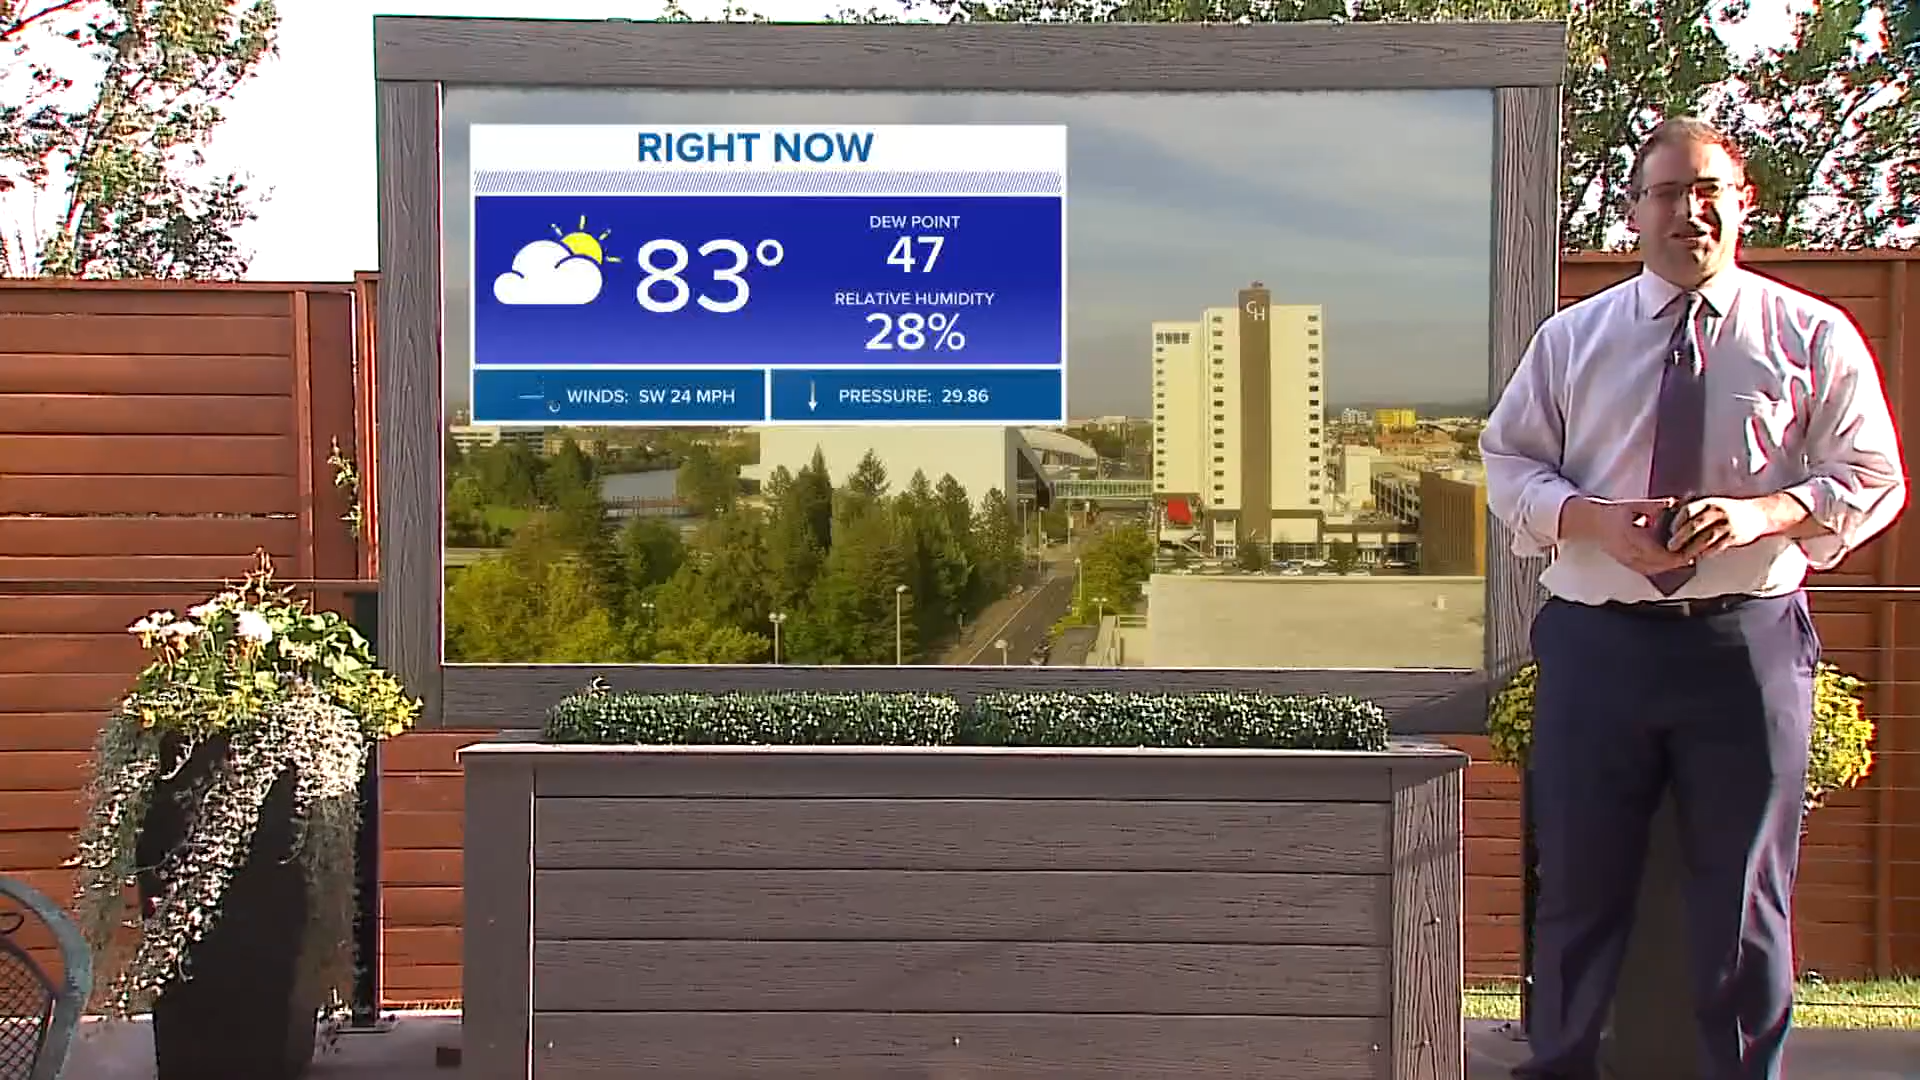 RIGHT NOW
83°
DEW POINT
47
RELATIVE HUMIDITY
28%
WINDS: SW 24 MPH
PRESSURE: 29.86
CH